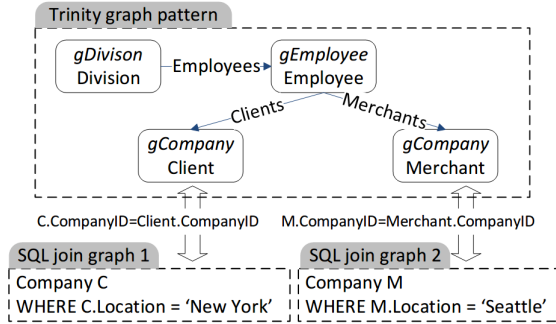 Trinity graph pattern
gDivison
Division
Employees
gEmployee
Employee
Clients
Merchants
gCompany
Client
gCompany
Merchant
C.CompanyID=Client.CompanyID
M.CompanyID=Merchant.CompanyID
SQL join graph 1
Company C
WHERE C.Location = ‘New York’
SQL join graph 2
Company M
WHERE M.Location = ‘Seattle’